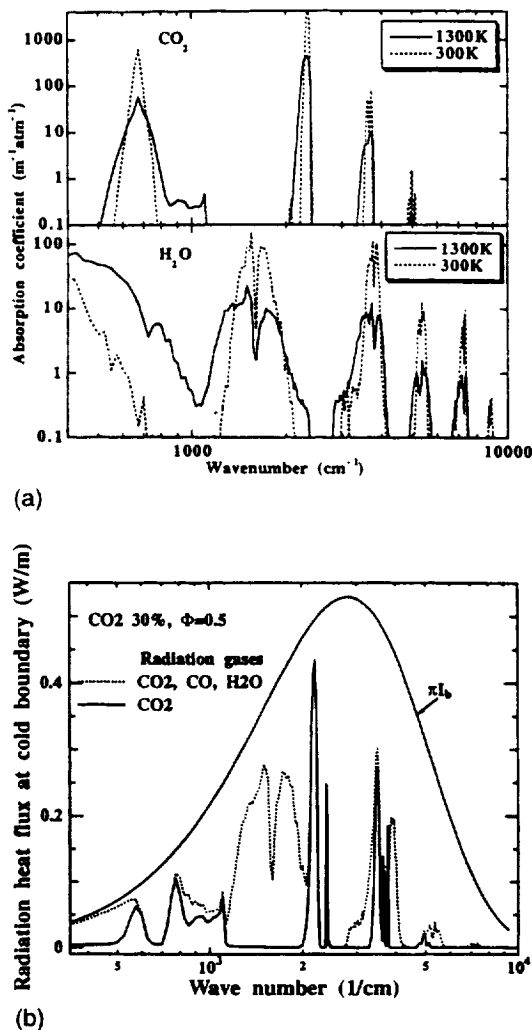 CO2
1300K
300K
1000
100
10
1
0.1
Absorption coefficient (m-1atm-1)
H2O
1300K
300K
100
10
1
0.1
1000
10000
Wavenumber (cm-1)
(a)
Radiation heat flux at cold boundary (W/m)
CO2 30%, Φ=0.5
Radiation gases
CO2, CO, H2O
CO2
πIb
0.4
0.2
0
5
10³
2
5
10⁴
Wave number (1/cm)
(b)